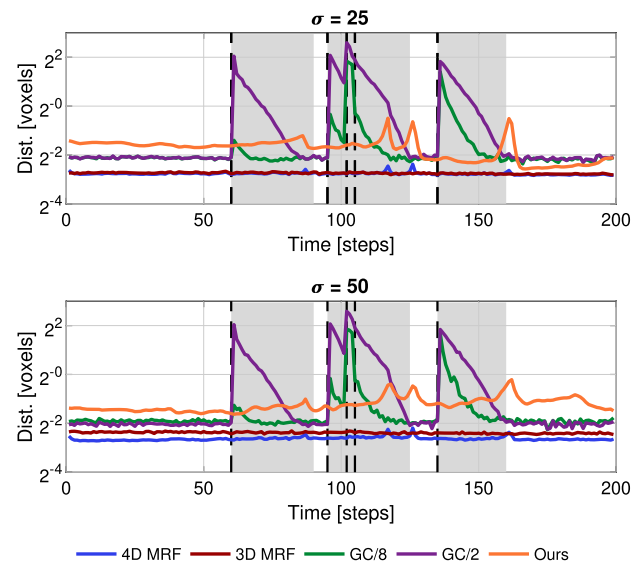 σ = 25
Dist. [voxels]
2^2
2^-0
2^-2
2^-4
0 50 100 150 200
Time [steps]
σ = 50
Dist. [voxels]
2^2
2^-0
2^-2
2^-4
0 50 100 150 200
Time [steps]
4D MRF 3D MRF GC/8 GC/2 Ours